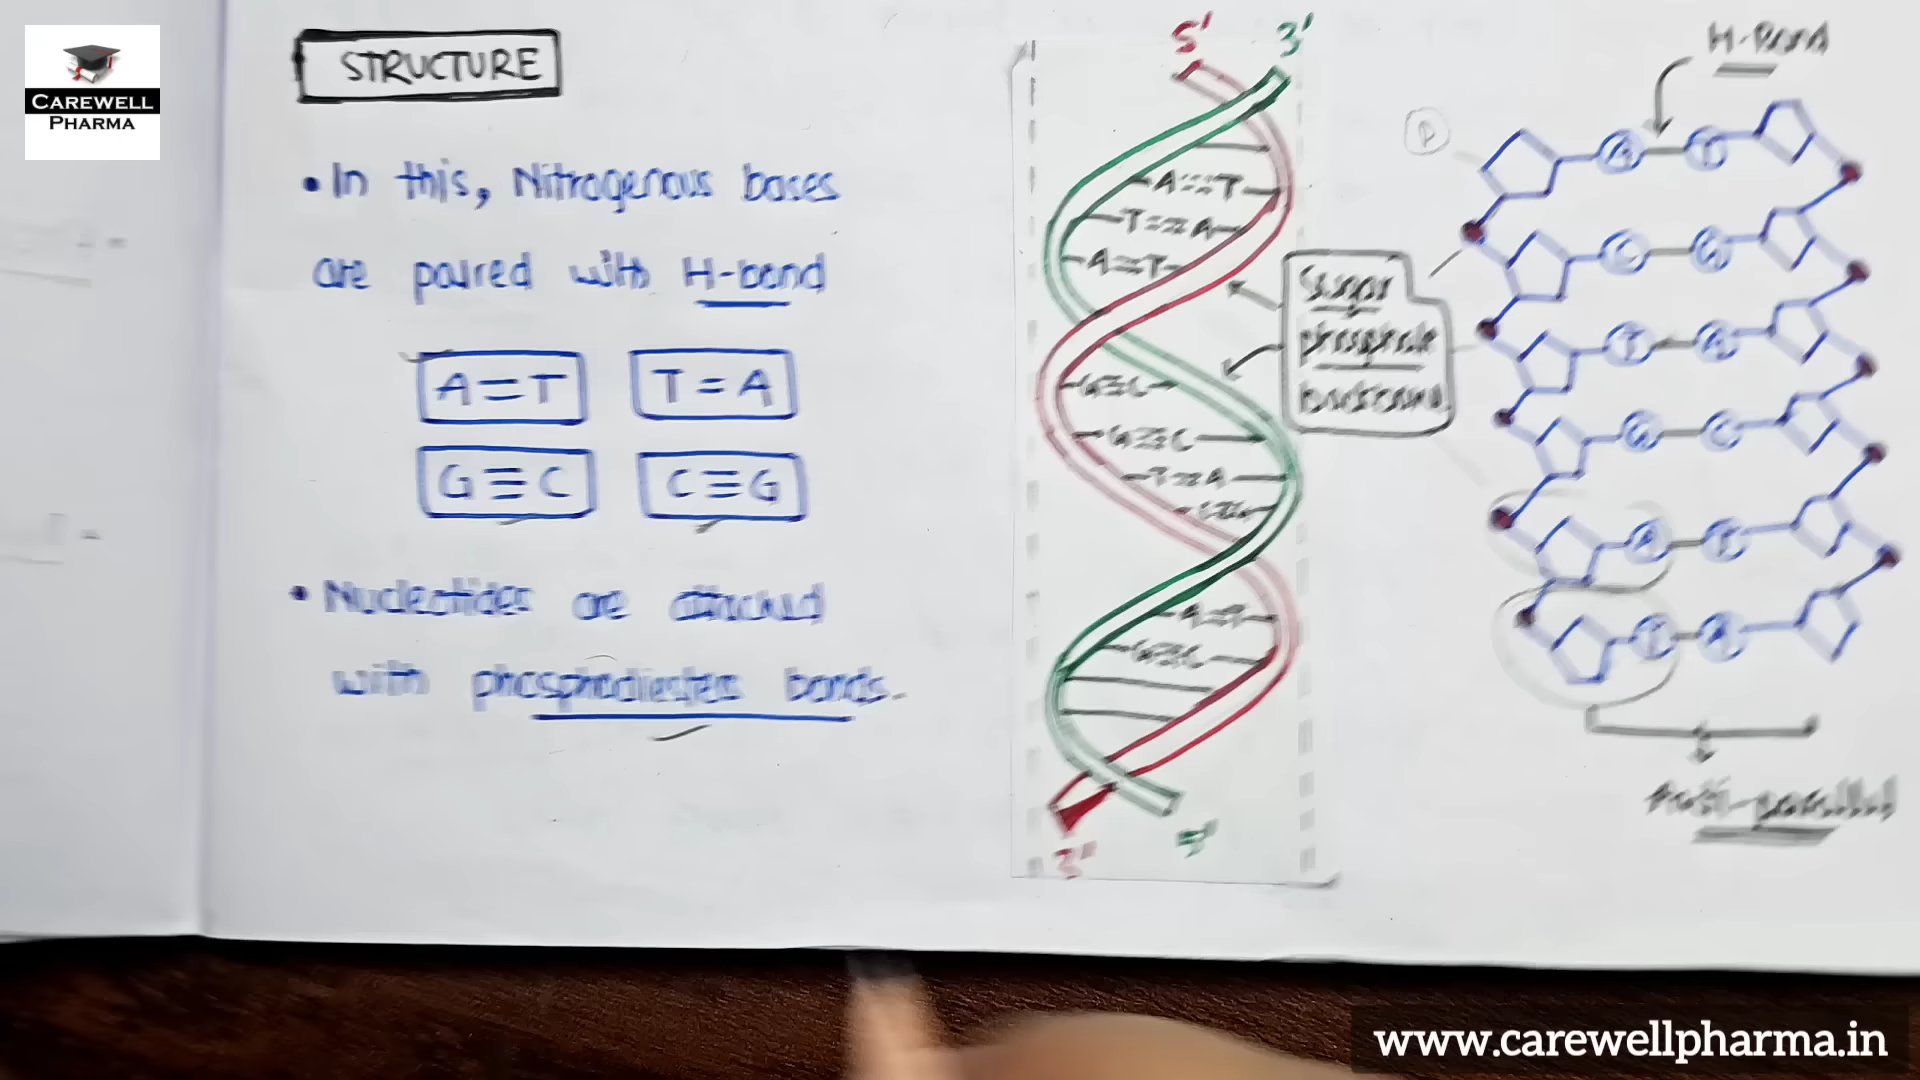 CAREWELL
PHARMA
STRUCTURE
• In this, Nitrogenous bases
are paired with H-bond
A = T
T = A
G ≡ C
C ≡ G
• Nucleotides are attached
with phosphodiesters bonds.
5'
3'
A=T
T=A
A=T
G≡C
G≡C
T=A
C≡G
A=T
G≡C
3'
5'
Sugar
phosphate
backbone
H-Bond
P
A T
C G
T A
G C
A T
T A
Anti-parallel
www.carewellpharma.in